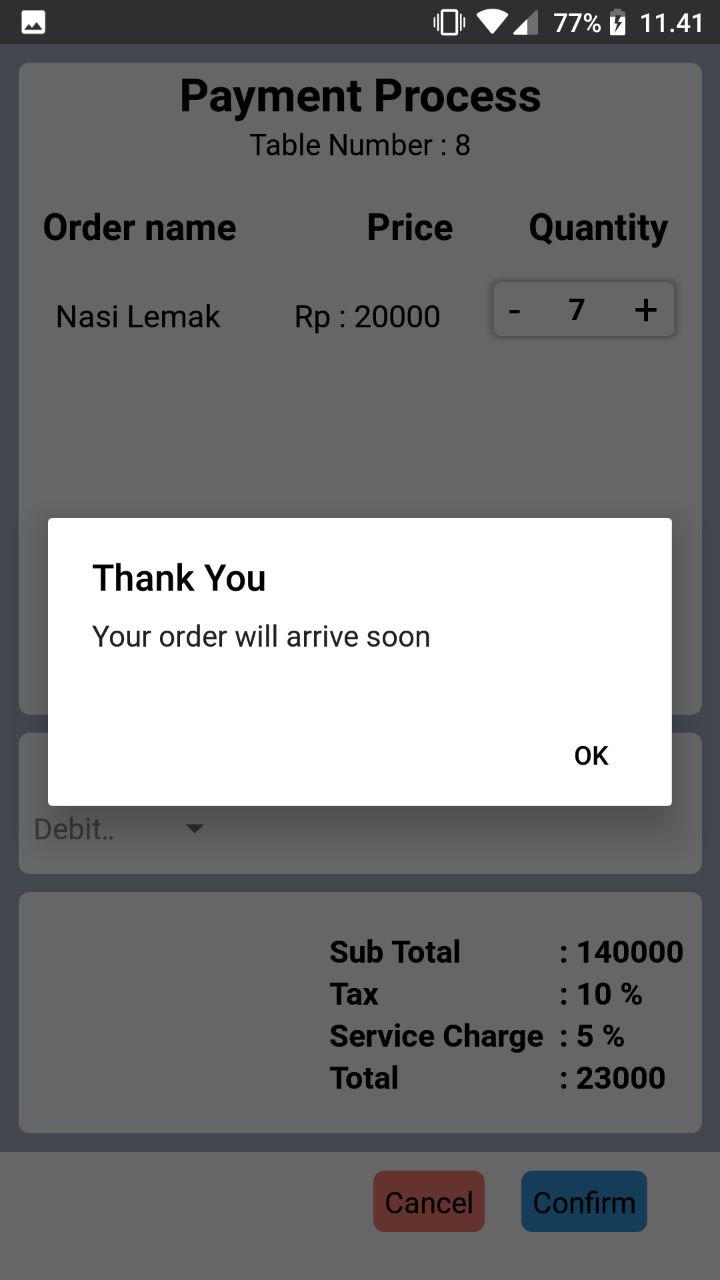 77% 11.41
Payment Process
Table Number : 8
Order name Price Quantity
Nasi Lemak Rp : 20000 - 7 +
Thank You
Your order will arrive soon
OK
Debit..
Sub Total : 140000
Tax : 10 %
Service Charge : 5 %
Total : 23000
Cancel Confirm